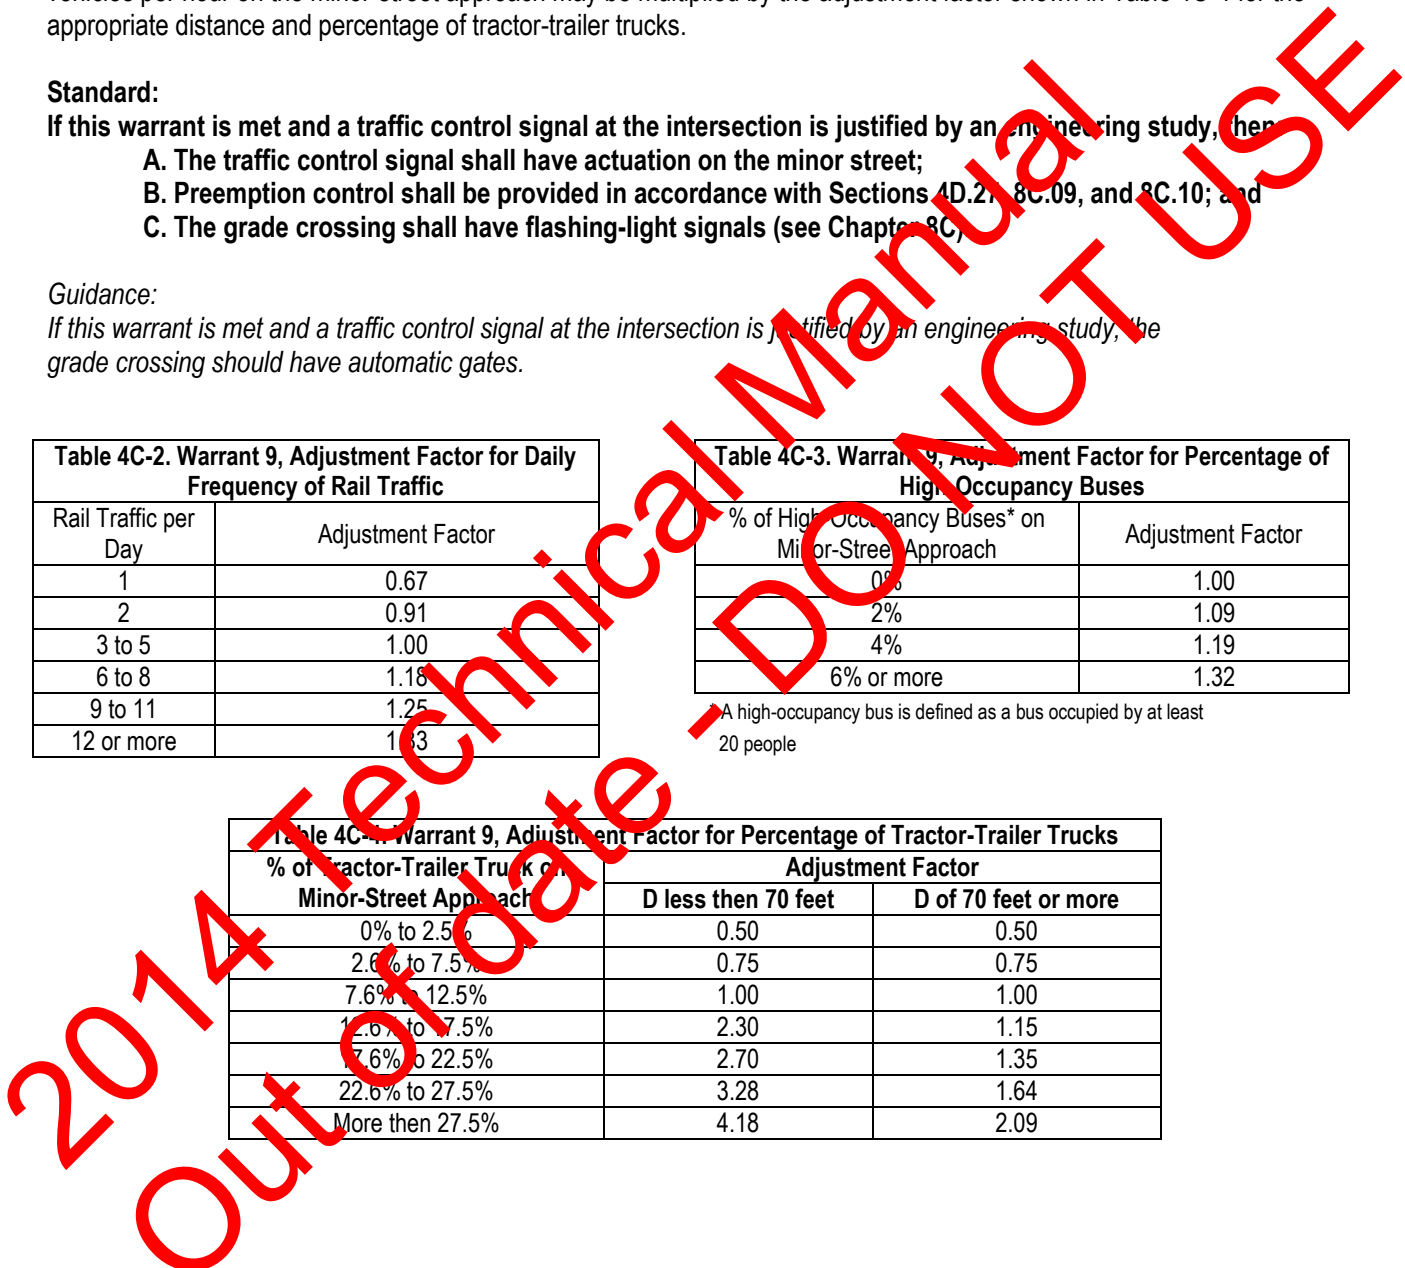 appropriate distance and percentage of tractor-trailer trucks.
Standard:
If this warrant is met and a traffic control signal at the intersection is justified by an engineering study, then:
A. The traffic control signal shall have actuation on the minor street;
B. Preemption control shall be provided in accordance with Sections 4D.27, 8C.09, and 8C.10; and
C. The grade crossing shall have flashing-light signals (see Chapter 8C)
Guidance:
If this warrant is met and a traffic control signal at the intersection is justified by an engineering study, the
grade crossing should have automatic gates.
Table 4C-2. Warrant 9, Adjustment Factor for Daily
Frequency of Rail Traffic
Rail Traffic per
Day
Adjustment Factor
1 0.67
2 0.91
3 to 5 1.00
6 to 8 1.18
9 to 11 1.25
12 or more 1.33
Table 4C-3. Warrant 9, Adjustment Factor for Percentage of
High-Occupancy Buses
% of High-Occupancy Buses* on
Minor-Street Approach
Adjustment Factor
0% 1.00
2% 1.09
4% 1.19
6% or more 1.32
* A high-occupancy bus is defined as a bus occupied by at least
20 people
Table 4C-4. Warrant 9, Adjustment Factor for Percentage of Tractor-Trailer Trucks
% of Tractor-Trailer Truck on
Minor-Street Approach
Adjustment Factor
D less then 70 feet D of 70 feet or more
0% to 2.5% 0.50 0.50
2.6% to 7.5% 0.75 0.75
7.6% to 12.5% 1.00 1.00
12.6% to 17.5% 2.30 1.15
17.6% to 22.5% 2.70 1.35
22.6% to 27.5% 3.28 1.64
More then 27.5% 4.18 2.09
2014 Technical Manual
Out of date - DO NOT USE